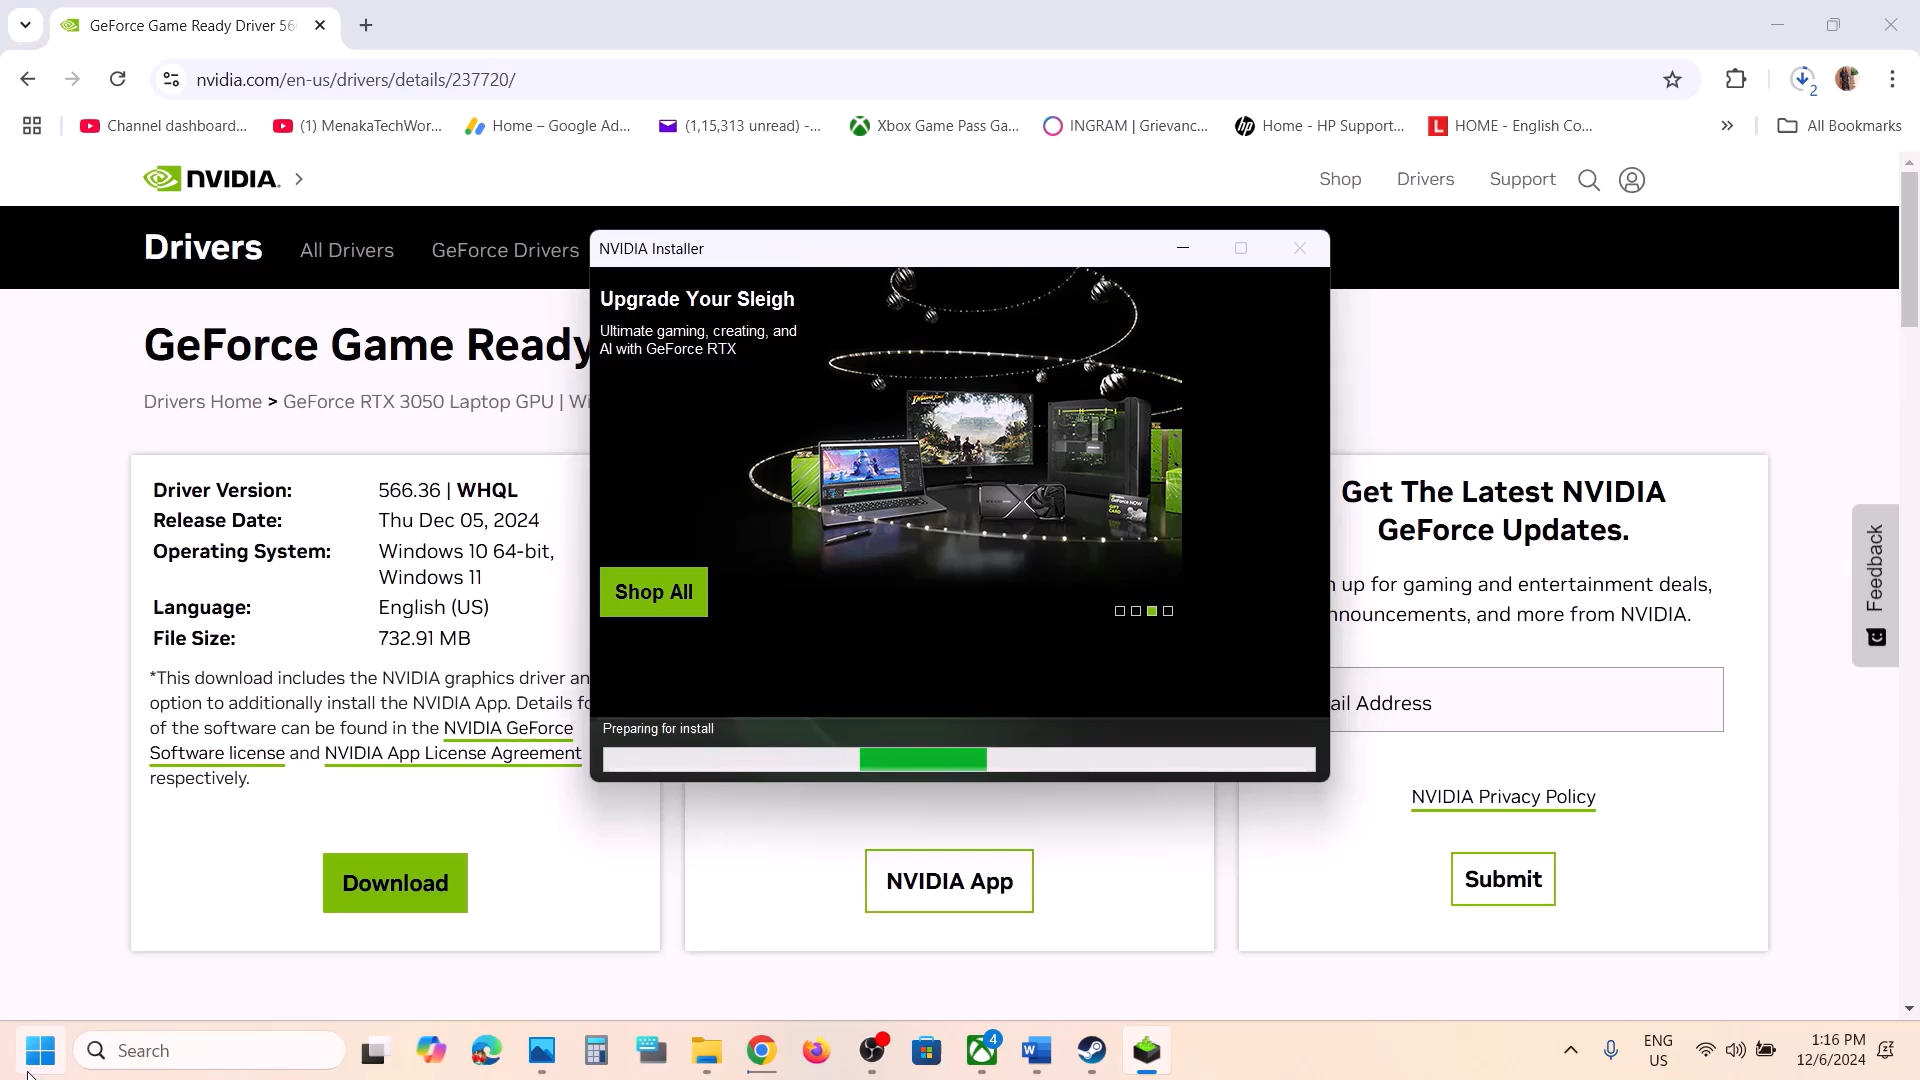 GeForce Game Ready Driver 56
nvidia.com/en-us/drivers/details/237720/
2
Channel dashboard...
(1) MenakaTechWor...
Home – Google Ad...
(1,15,313 unread) -...
Xbox Game Pass Ga...
INGRAM | Grievanc...
Home - HP Support...
HOME - English Co...
All Bookmarks
NVIDIA.
Shop
Drivers
Support
Drivers
All Drivers
GeForce Drivers
GeForce Game Ready
Drivers Home > GeForce RTX 3050 Laptop GPU | Wi
Driver Version: 566.36 | WHQL
Release Date: Thu Dec 05, 2024
Operating System: Windows 10 64-bit,
Windows 11
Language: English (US)
File Size: 732.91 MB
*This download includes the NVIDIA graphics driver an
option to additionally install the NVIDIA App. Details fo
of the software can be found in the NVIDIA GeForce
Software license and NVIDIA App License Agreement
respectively.
Download
NVIDIA Installer
Upgrade Your Sleigh
Ultimate gaming, creating, and
AI with GeForce RTX
Shop All
Preparing for install
NVIDIA App
Get The Latest NVIDIA
GeForce Updates.
n up for gaming and entertainment deals,
nnouncements, and more from NVIDIA.
ail Address
NVIDIA Privacy Policy
Submit
Feedback
Search
4
ENG
US
1:16 PM
12/6/2024